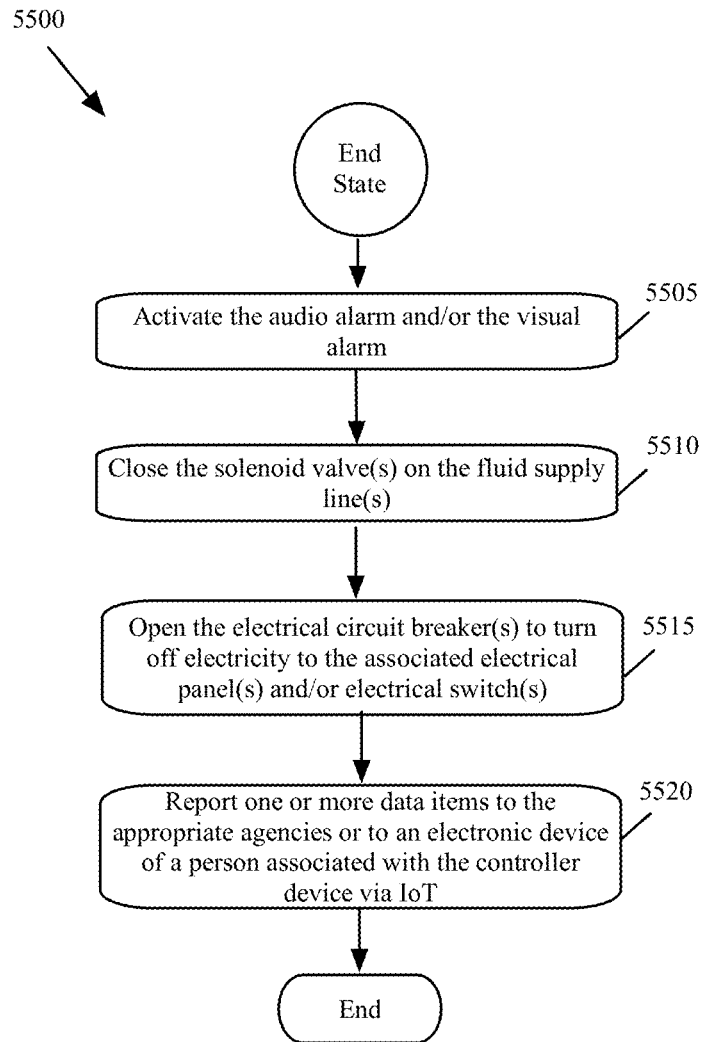 5500
End
State
Activate the audio alarm and/or the visual
alarm
5505
Close the solenoid valve(s) on the fluid supply
line(s)
5510
Open the electrical circuit breaker(s) to turn
off electricity to the associated electrical
panel(s) and/or electrical switch(s)
5515
Report one or more data items to the
appropriate agencies or to an electronic device
of a person associated with the controller
device via IoT
5520
End